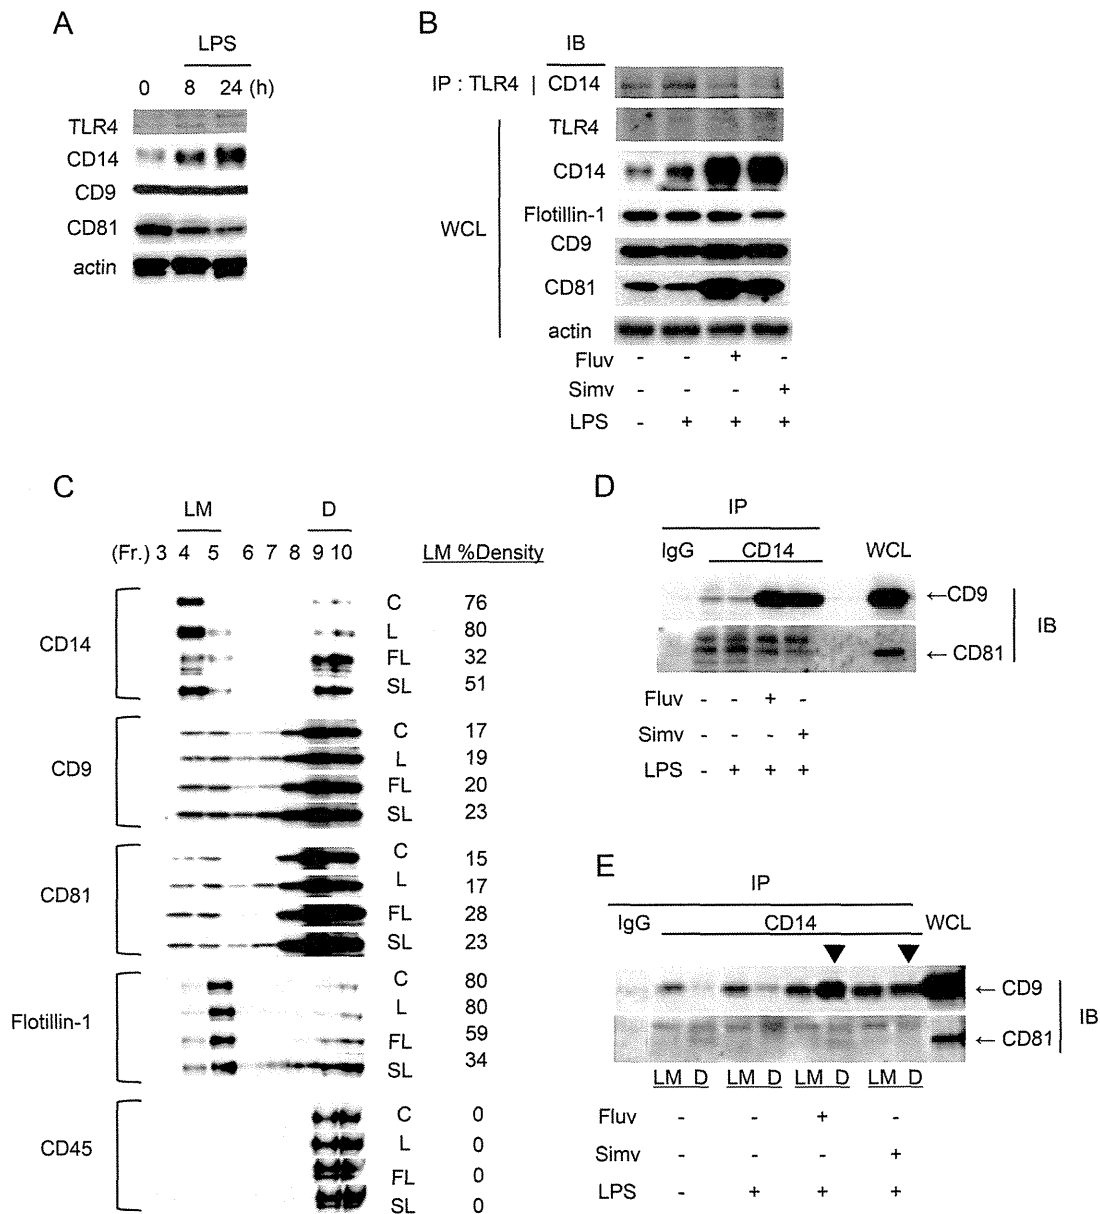 A
LPS
0 8 24 (h)
TLR4
CD14
CD9
CD81
actin
B
IB
IP : TLR4 | CD14
TLR4
CD14
Flotillin-1
WCL
CD9
CD81
actin
Fluv - - + -
Simv - - - +
LPS - + + +
C
LM D
(Fr.) 3 4 5 6 7 8 9 10 LM %Density
CD14
C 76
L 80
FL 32
SL 51
CD9
C 17
L 19
FL 20
SL 23
CD81
C 15
L 17
FL 28
SL 23
Flotillin-1
C 80
L 80
FL 59
SL 34
CD45
C 0
L 0
FL 0
SL 0
D
IP
IgG CD14 WCL
←CD9
← CD81
IB
Fluv - - + -
Simv - - - +
LPS - + + +
E
IP
IgG CD14 WCL
← CD9
← CD81
IB
LM D LM D LM D LM D
Fluv - - + -
Simv - - - +
LPS - + + +